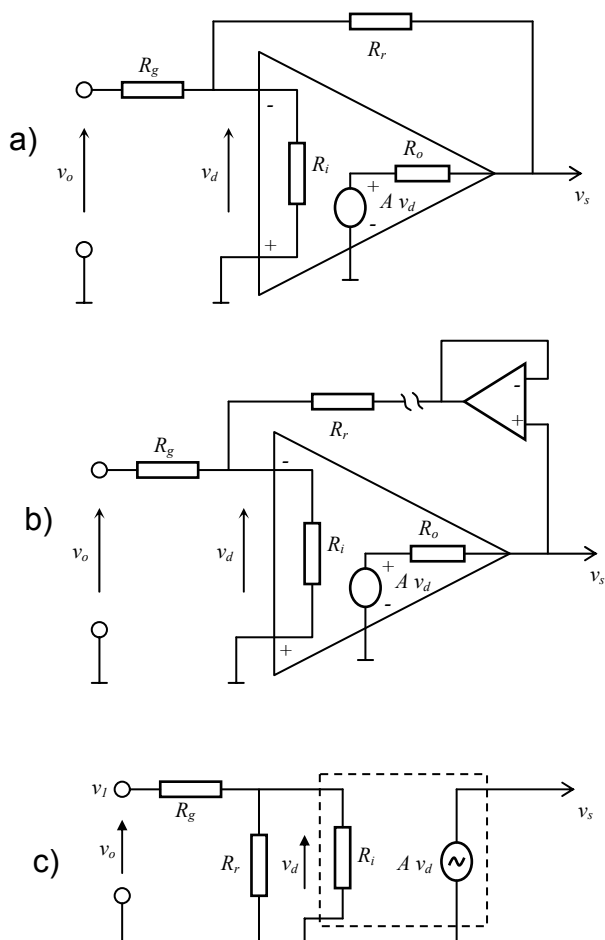 R_r
R_g
a)
-
v_o
v_d
R_i
R_o
+
A v_d
-
+
v_s
-
+
R_r
R_g
-
b)
v_o
v_d
R_i
R_o
+
A v_d
-
+
v_s
v_1
R_g
v_s
c)
v_o
R_r
v_d
R_i
A v_d